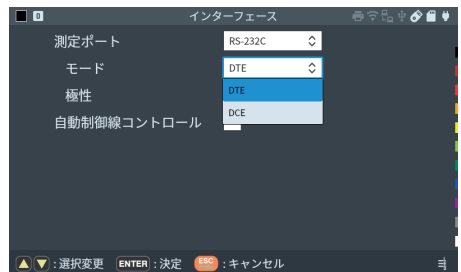 0 インターフェース
測定ポート RS-232C
モード DTE
極性 DTE
DCE
自動制御線コントロール
:選択変更 ENTER :決定 ESC :キャンセル